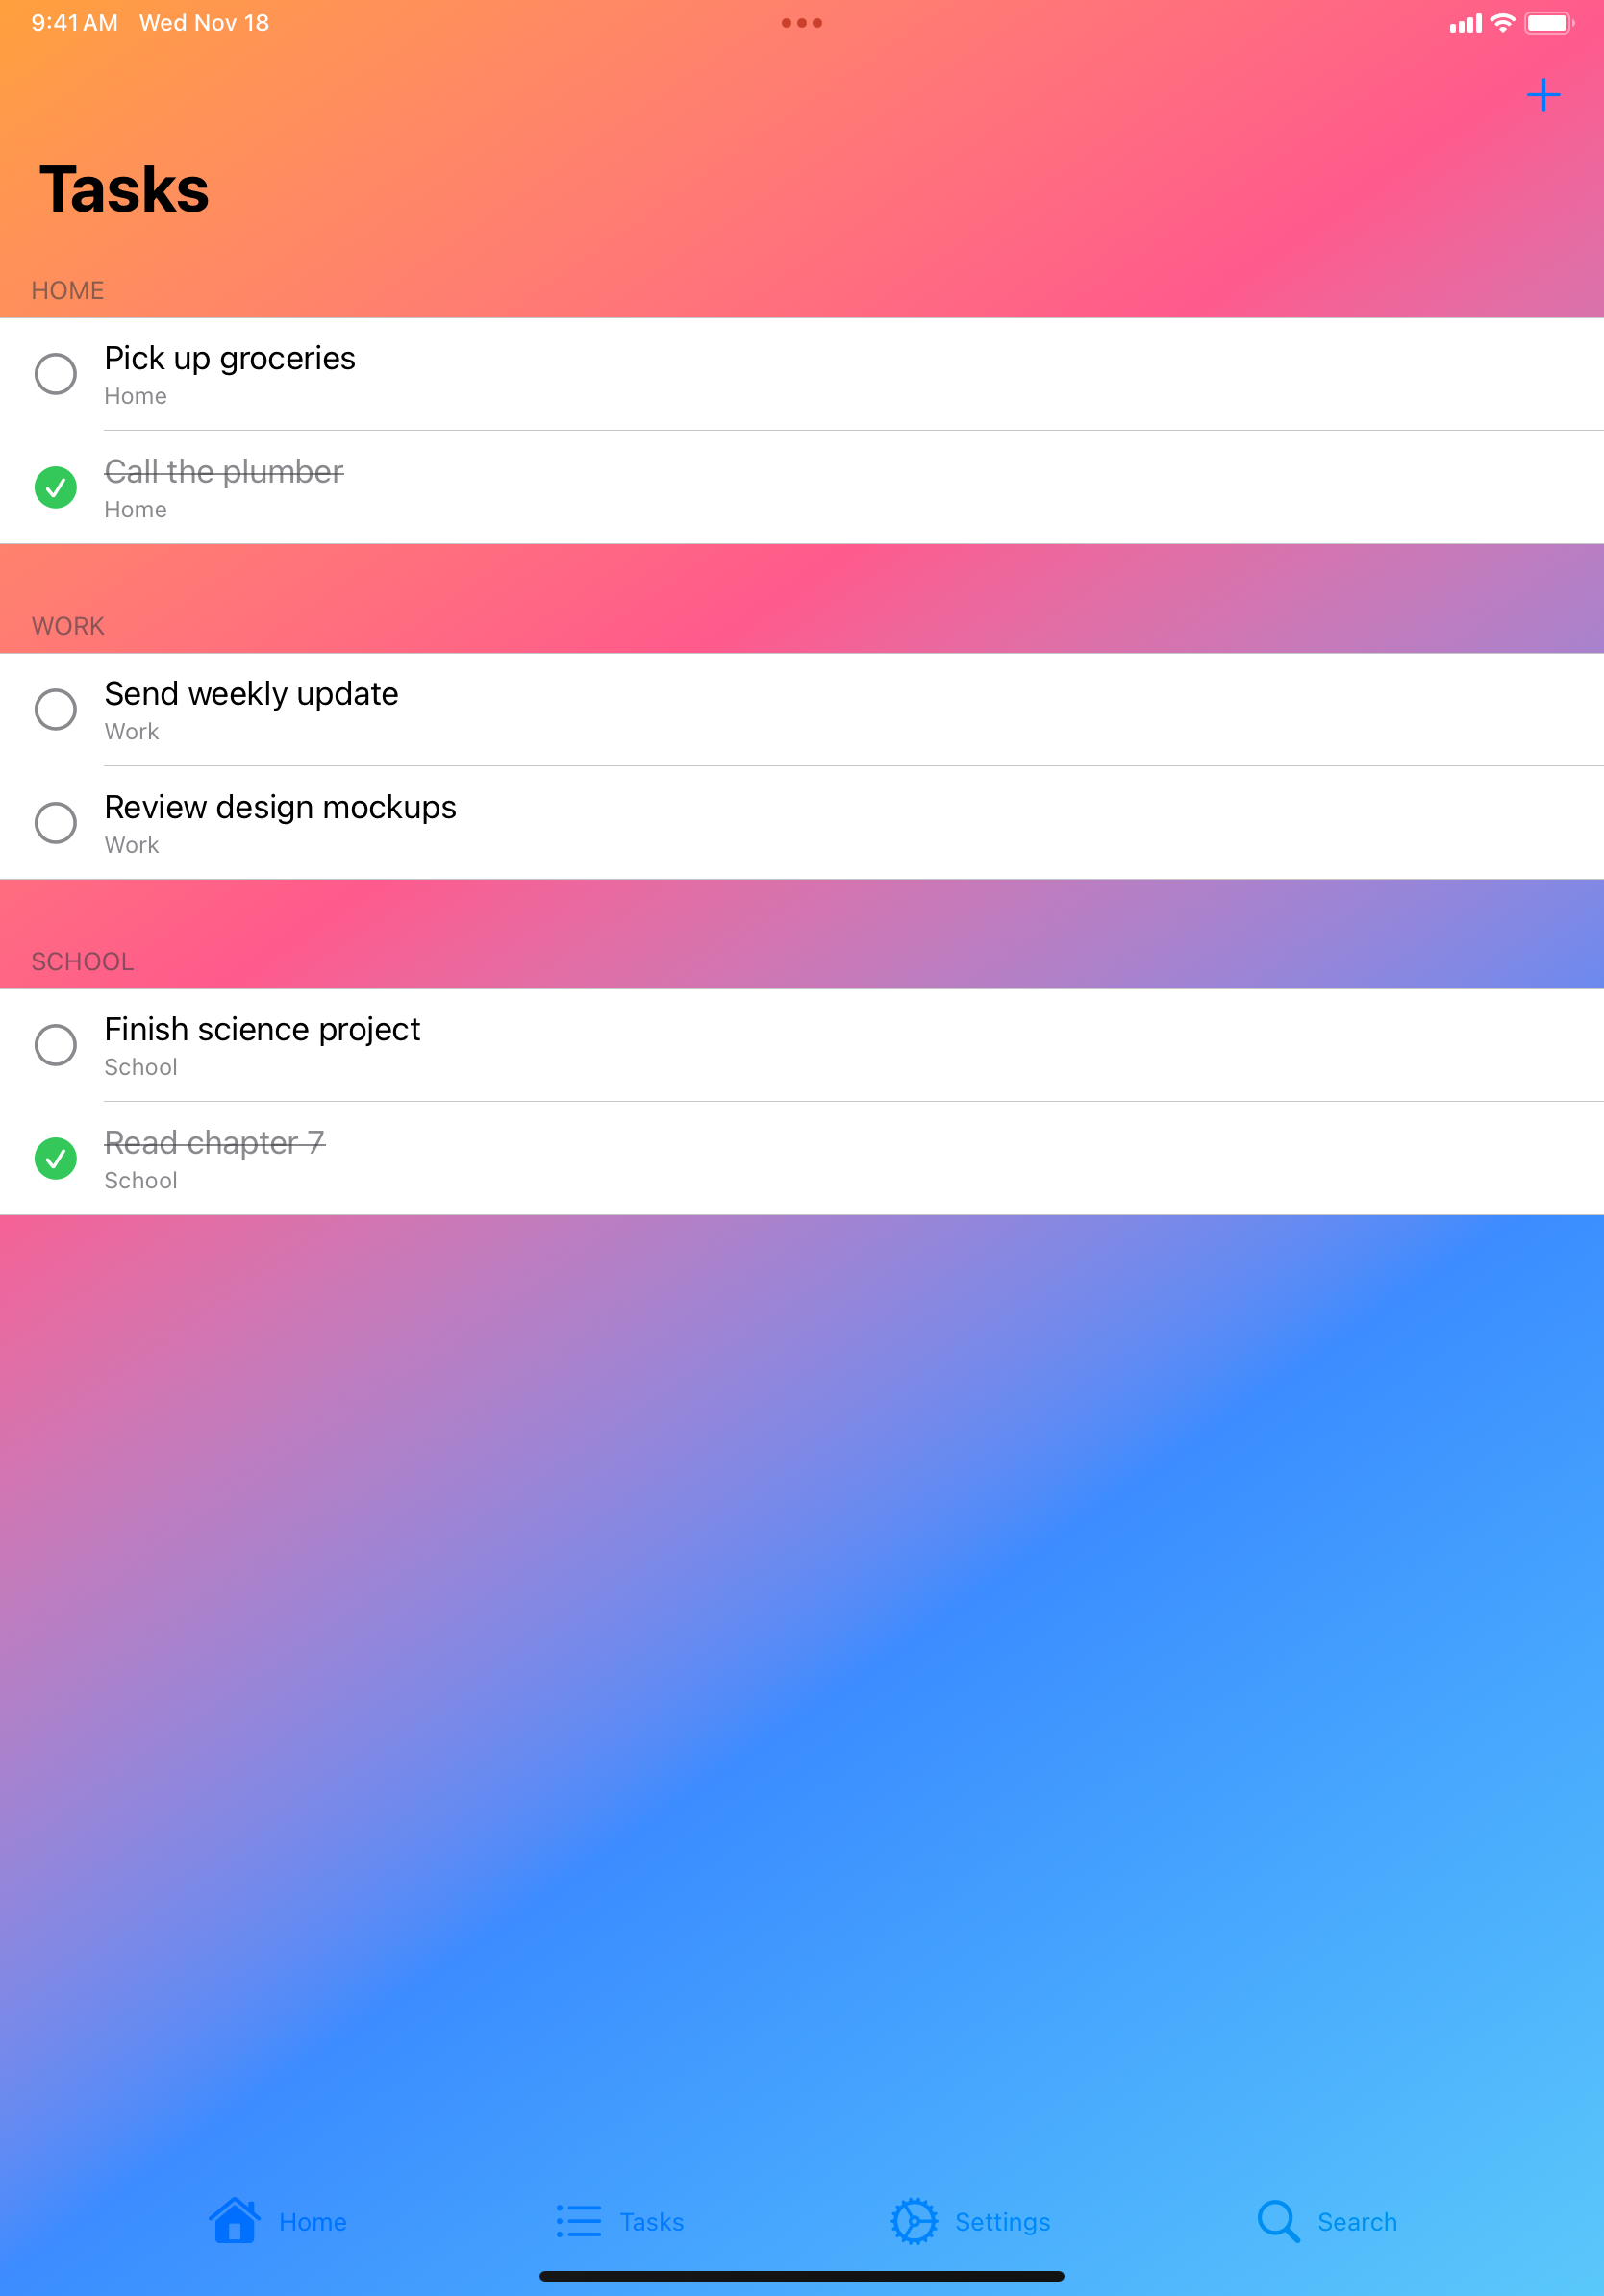 9:41 AM Wed Nov 18
Tasks
HOME
Pick up groceries
Home
Call the plumber
Home
WORK
Send weekly update
Work
Review design mockups
Work
SCHOOL
Finish science project
School
Read chapter 7
School
Home Tasks Settings Search